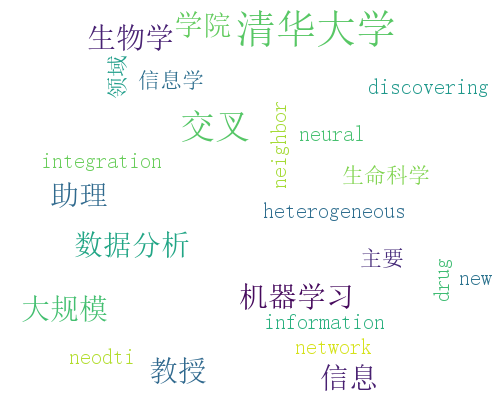 清华大学
学院
生物学
领域
信息学
discovering
交叉
neighbor
neural
integration
生命科学
助理
heterogeneous
数据分析
主要
drug
new
机器学习
大规模
information
network
neodti
教授
信息